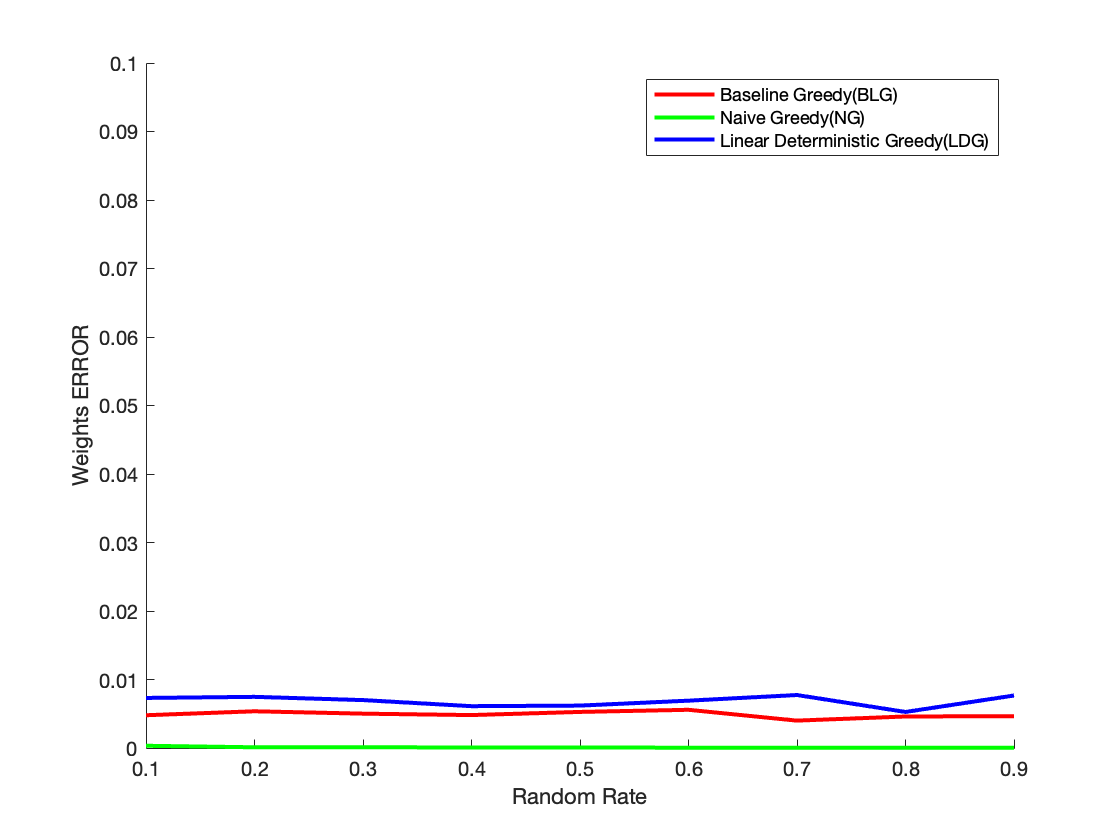 0.1
0.09
0.08
0.07
0.06
0.05
0.04
0.03
0.02
0.01
0
Weights ERROR
Baseline Greedy(BLG)
Naive Greedy(NG)
Linear Deterministic Greedy(LDG)
0.1 0.2 0.3 0.4 0.5 0.6 0.7 0.8 0.9
Random Rate